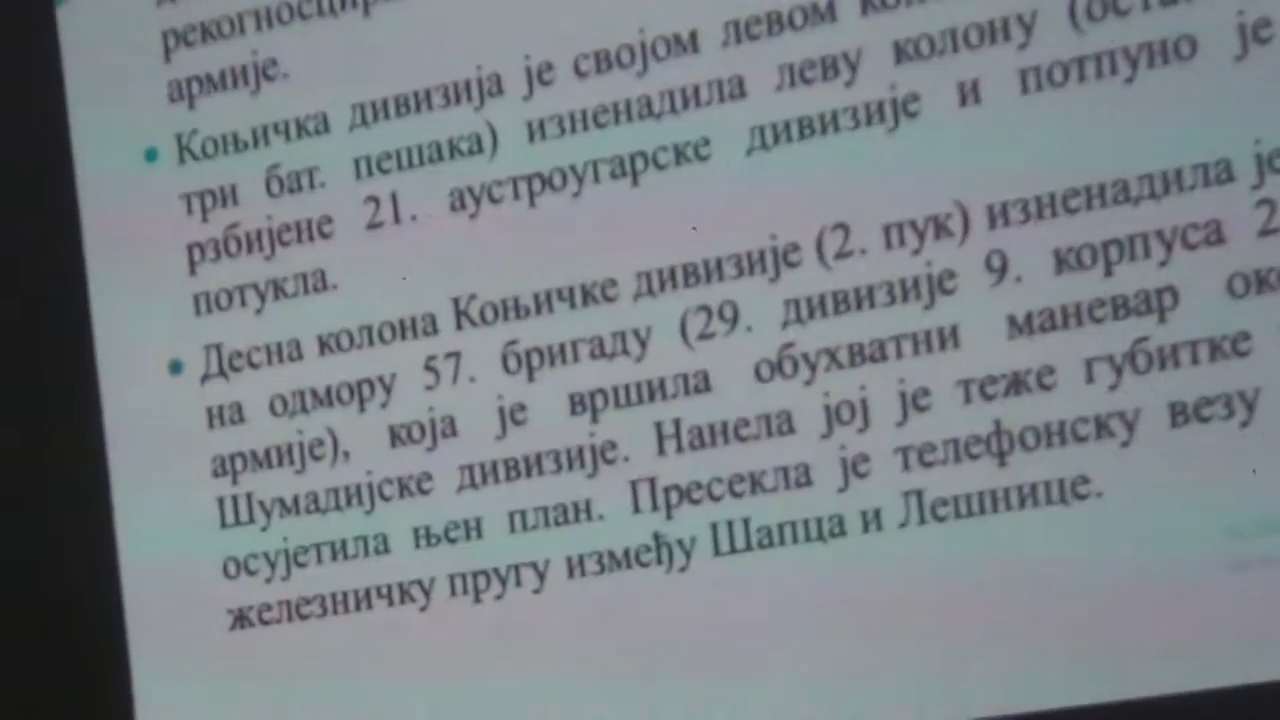 армије.
• Коњичка дивизија је својом левом
три бат. пешака) изненадила леву колону
рзбијене 21. аустроугарске дивизије и потпуно је
потукла.
• Десна колона Коњичке дивизије (2. пук) изненадила је
на одмору 57. бригаду (29. дивизије 9. корпуса
армије), која је вршила обухватни маневар
Шумадијске дивизије. Нанела јој је теже губитке
осујетила њен план. Пресекла је телефонску везу
железничку пругу између Шапца и Лешнице.